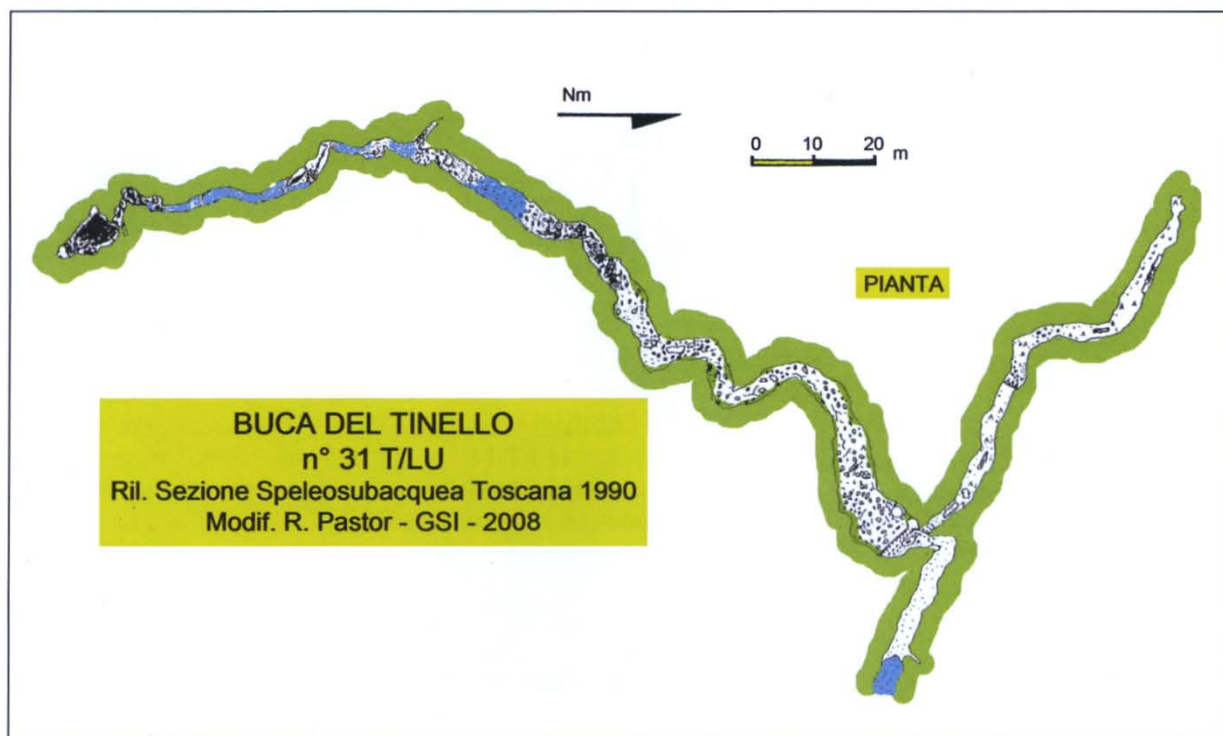 Nm
0 10 20 m
PIANTA
BUCA DEL TINELLO
n° 31 T/LU
Ril. Sezione Speleosubacquea Toscana 1990
Modif. R. Pastor - GSI - 2008